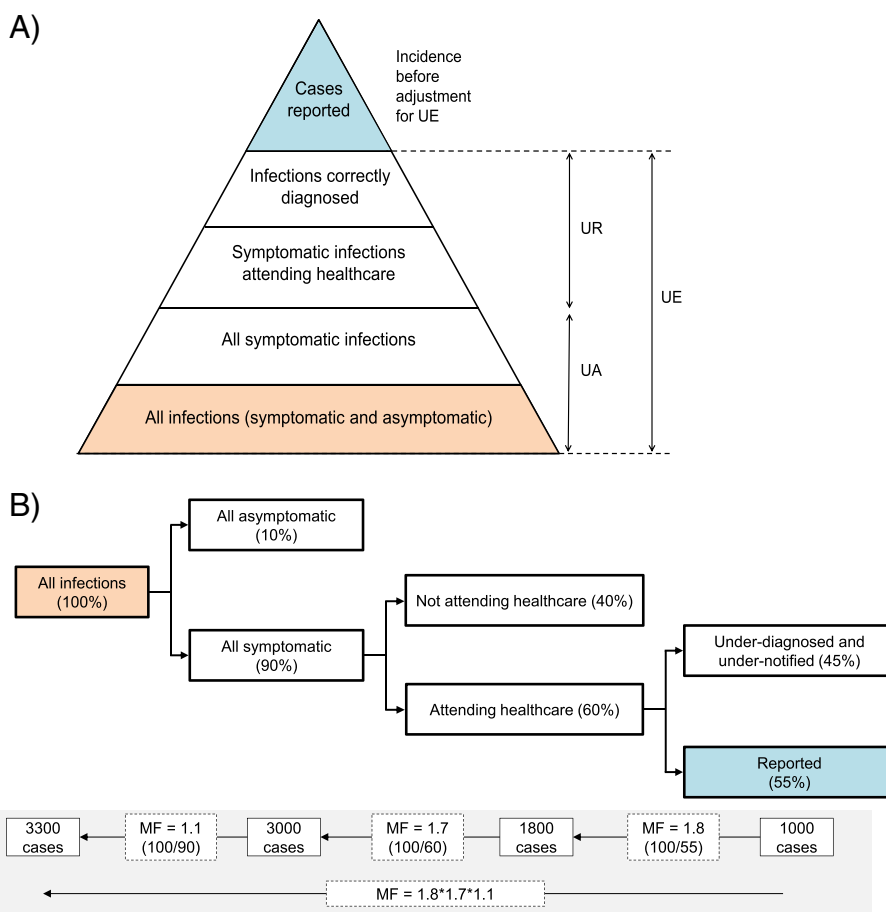 A)
Cases
reported
Incidence
before
adjustment
for UE
Infections correctly
diagnosed
Symptomatic infections
attending healthcare
UR
UE
All symptomatic infections
UA
All infections (symptomatic and asymptomatic)
B)
All asymptomatic
(10%)
All infections
(100%)
All symptomatic
(90%)
Not attending healthcare (40%)
Attending healthcare (60%)
Under-diagnosed and
under-notified (45%)
Reported
(55%)
3300
cases
MF = 1.1
(100/90)
3000
cases
MF = 1.7
(100/60)
1800
cases
MF = 1.8
(100/55)
1000
cases
MF = 1.8*1.7*1.1